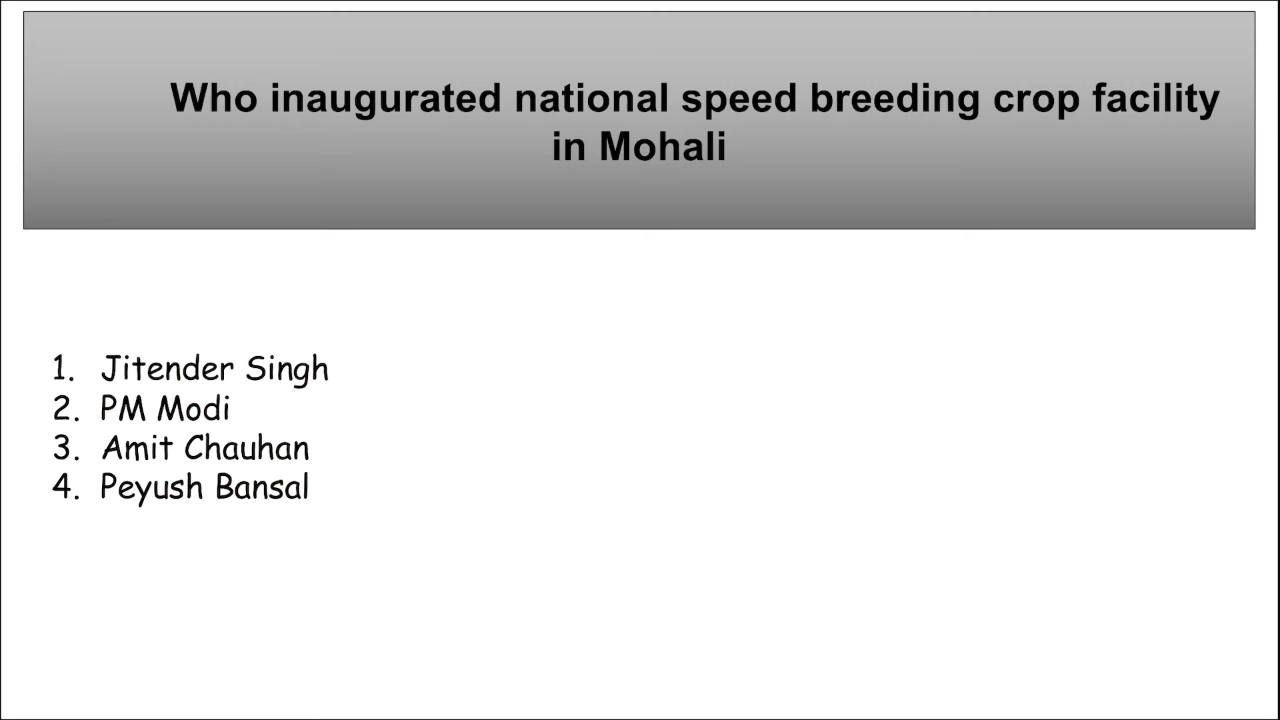 Who inaugurated national speed breeding crop facility
in Mohali
1. Jitender Singh
2. PM Modi
3. Amit Chauhan
4. Peyush Bansal